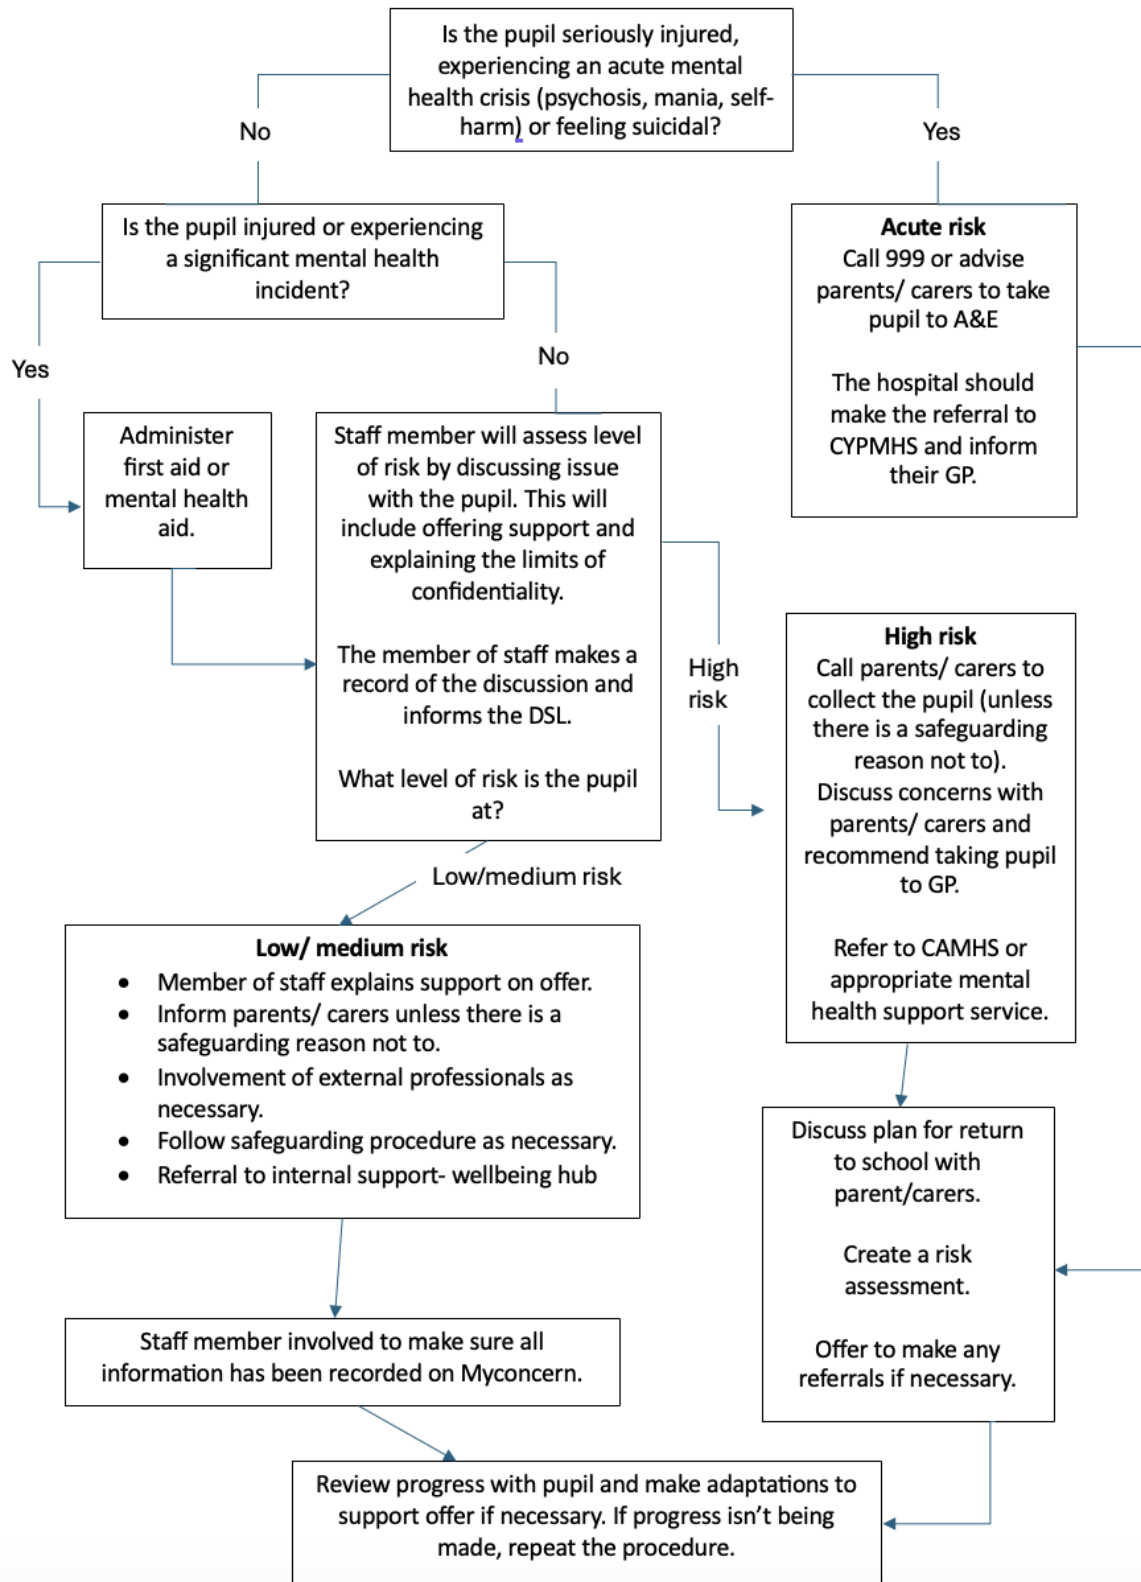 Is the pupil seriously injured,
experiencing an acute mental
health crisis (psychosis, mania, self-
harm) or feeling suicidal?
No
Yes
Is the pupil injured or experiencing
a significant mental health
incident?
Acute risk
Call 999 or advise
parents/ carers to take
pupil to A&E
The hospital should
make the referral to
CYPMHS and inform
their GP.
Yes
No
Administer
first aid or
mental health
aid.
Staff member will assess level
of risk by discussing issue
with the pupil. This will
include offering support and
explaining the limits of
confidentiality.
The member of staff makes a
record of the discussion and
informs the DSL.
What level of risk is the pupil
at?
High
risk
High risk
Call parents/ carers to
collect the pupil (unless
there is a safeguarding
reason not to).
Discuss concerns with
parents/ carers and
recommend taking pupil
to GP.
Refer to CAMHS or
appropriate mental
health support service.
Low/medium risk
Low/ medium risk
• Member of staff explains support on offer.
• Inform parents/ carers unless there is a
safeguarding reason not to.
• Involvement of external professionals as
necessary.
• Follow safeguarding procedure as necessary.
• Referral to internal support- wellbeing hub
Discuss plan for return
to school with
parent/carers.
Create a risk
assessment.
Offer to make any
referrals if necessary.
Staff member involved to make sure all
information has been recorded on Myconcern.
Review progress with pupil and make adaptations to
support offer if necessary. If progress isn’t being
made, repeat the procedure.